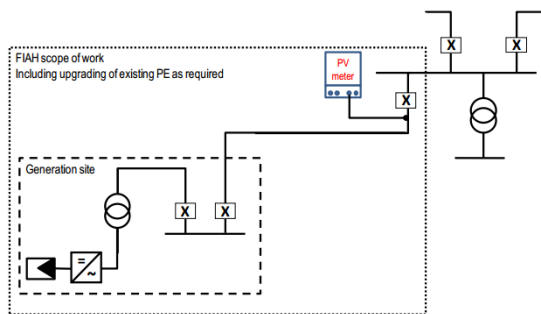 FIAH scope of work
Including upgrading of existing PE as required
PV
meter
X
X
X
Generation site
X
X
=
~